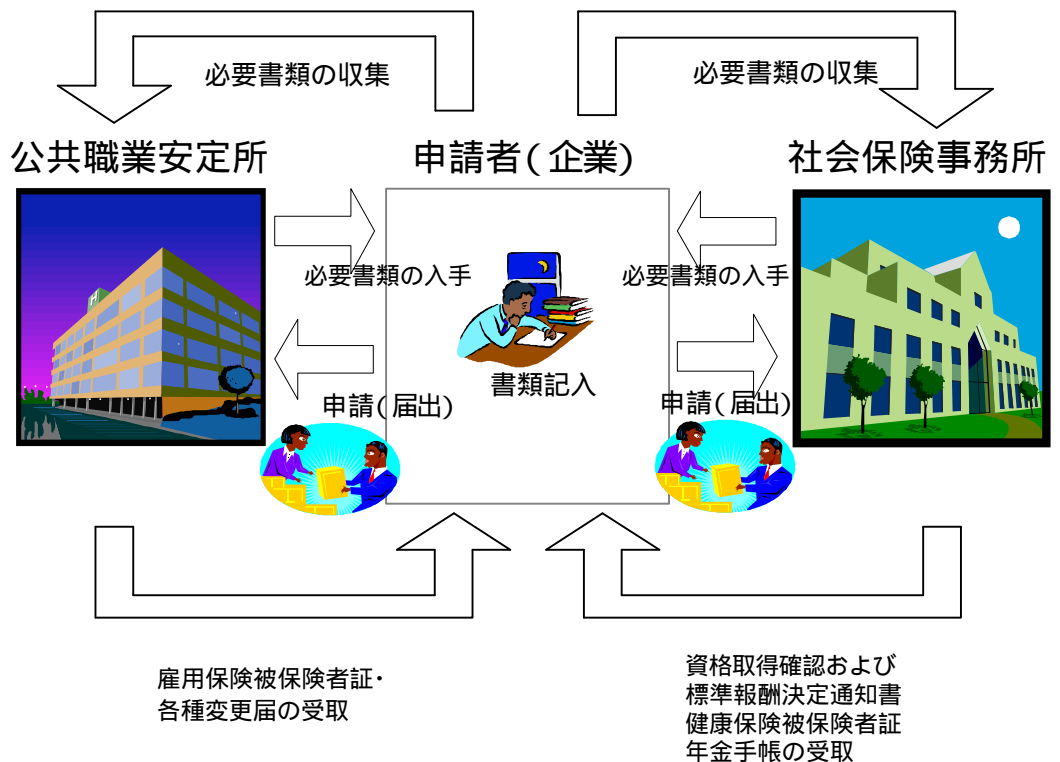 必要書類の収集
必要書類の収集
公共職業安定所
申請者(企業)
社会保険事務所
H
必要書類の入手
必要書類の入手
書類記入
申請(届出)
申請(届出)
雇用保険被保険者証・
各種変更届の受取
資格取得確認および
標準報酬決定通知書
健康保険被保険者証
年金手帳の受取